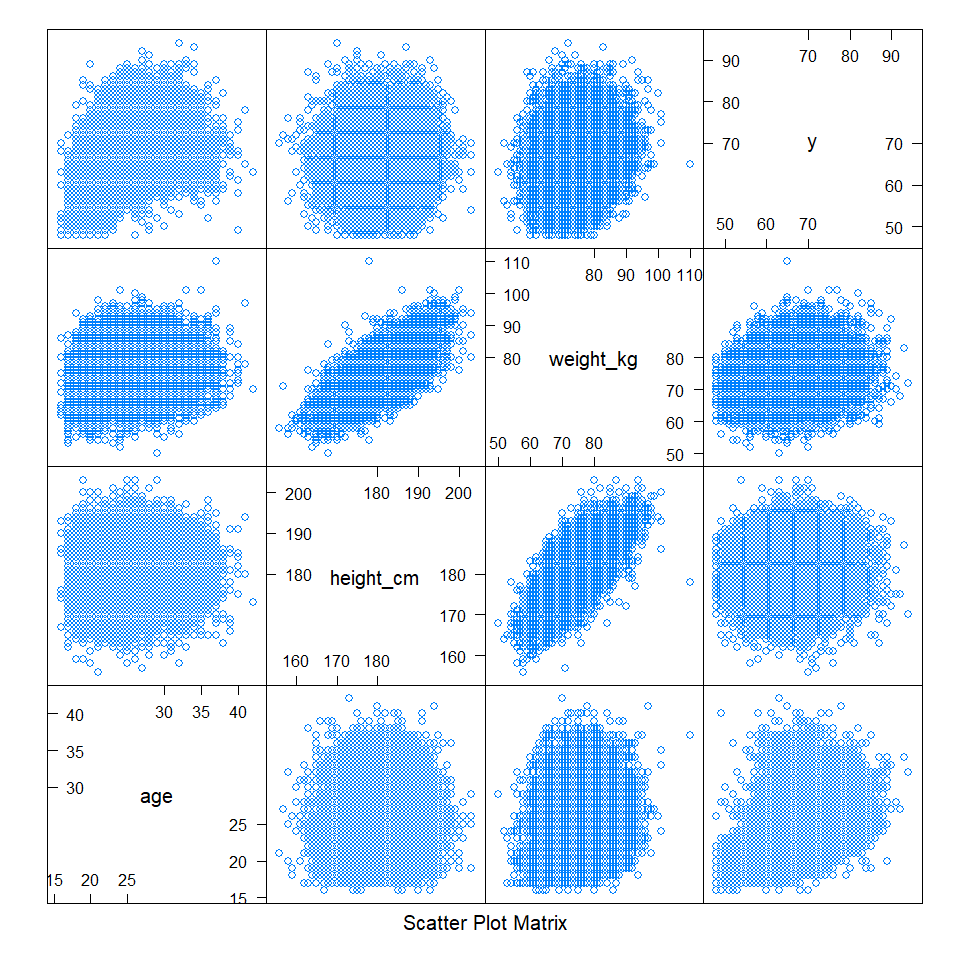 90 70 80 90
80
70 y 70
60
50 60 70 50
110 80 90 100 110
100
90
80 weight_kg 80
70
60
50 60 70 80 50
200 180 190 200
190
180 height_cm 180
170
160 170 180 160
40 30 35 40
35
30
age
25
15 20 25 20
15
Scatter Plot Matrix